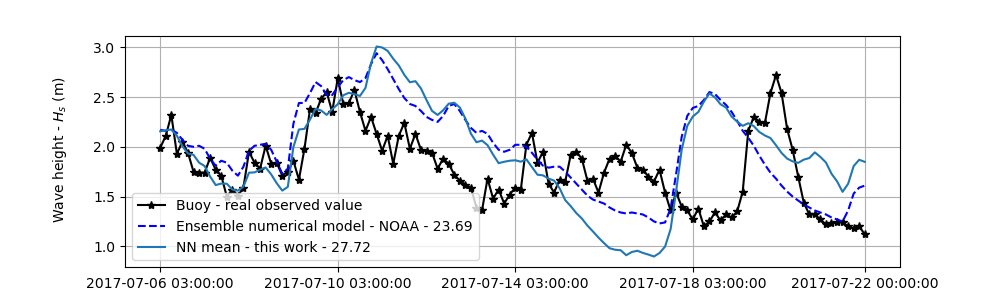 3.0
2.5
2.0
1.5
1.0
Wave height - Hₛ (m)
Buoy - real observed value
Ensemble numerical model - NOAA - 23.69
NN mean - this work - 27.72
2017-07-06 03:00:00
2017-07-10 03:00:00
2017-07-14 03:00:00
2017-07-18 03:00:00
2017-07-22 00:00:00